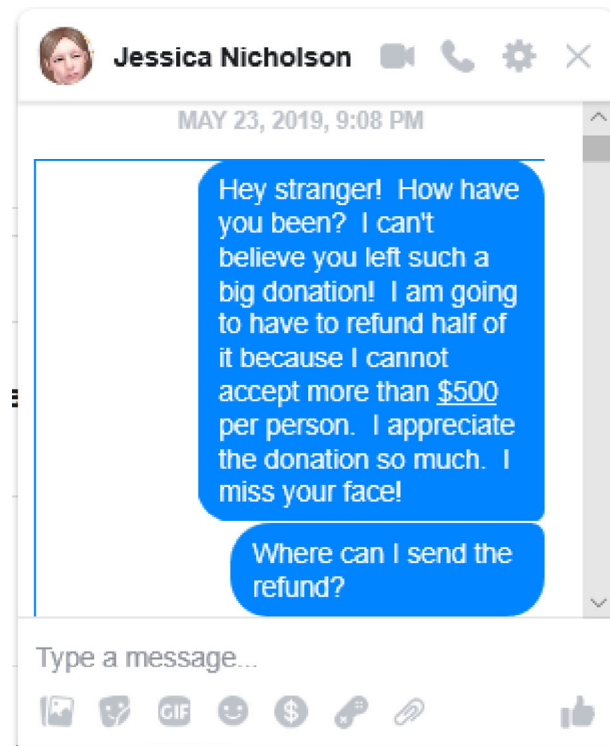 Jessica Nicholson
MAY 23, 2019, 9:08 PM
Hey stranger!  How have
you been?  I can't
believe you left such a
big donation!  I am going
to have to refund half of
it because I cannot
accept more than $500
per person.  I appreciate
the donation so much.  I
miss your face!
Where can I send the
refund?
Type a message...
GIF
$